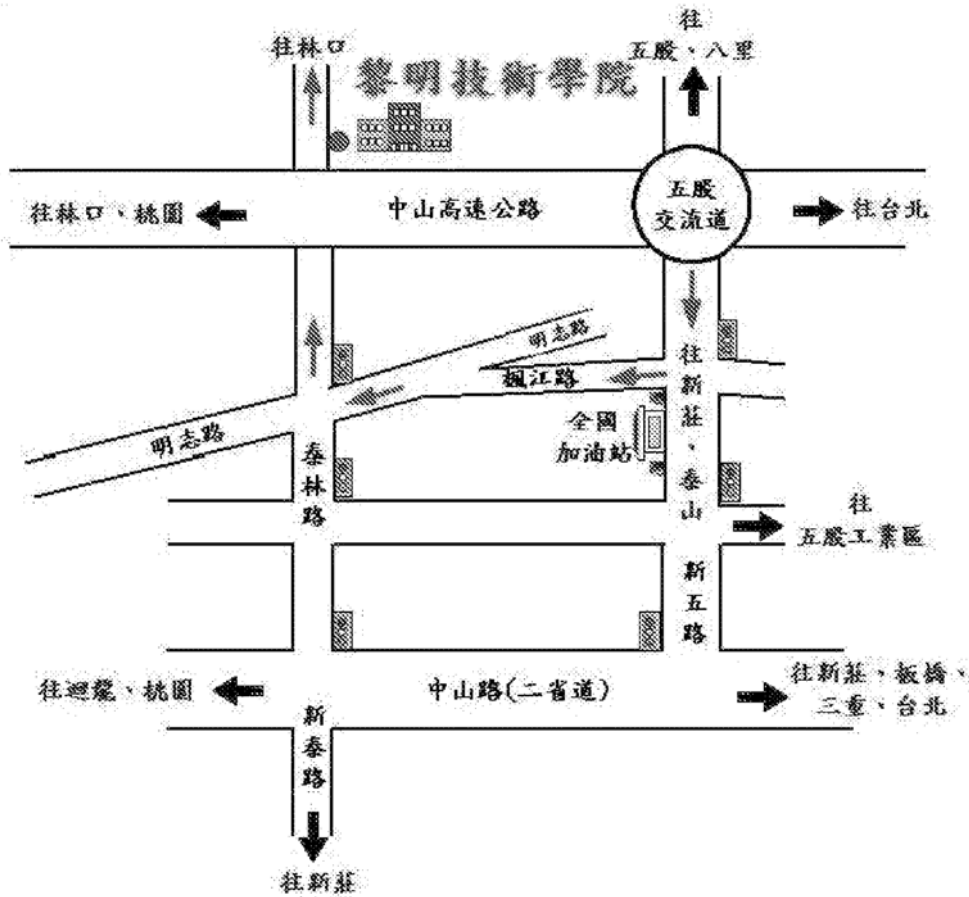 往林口
黎明技術學院
往
五股、八里
往林口、桃園
中山高速公路
五股
交流道
往台北
明志路
楓江路
往新莊、泰山
全國
加油站
明志路
泰林路
往
五股工業區
新五路
往迴龍、桃園
中山路(二省道)
往新莊、板橋、
三重、台北
新泰路
往新莊